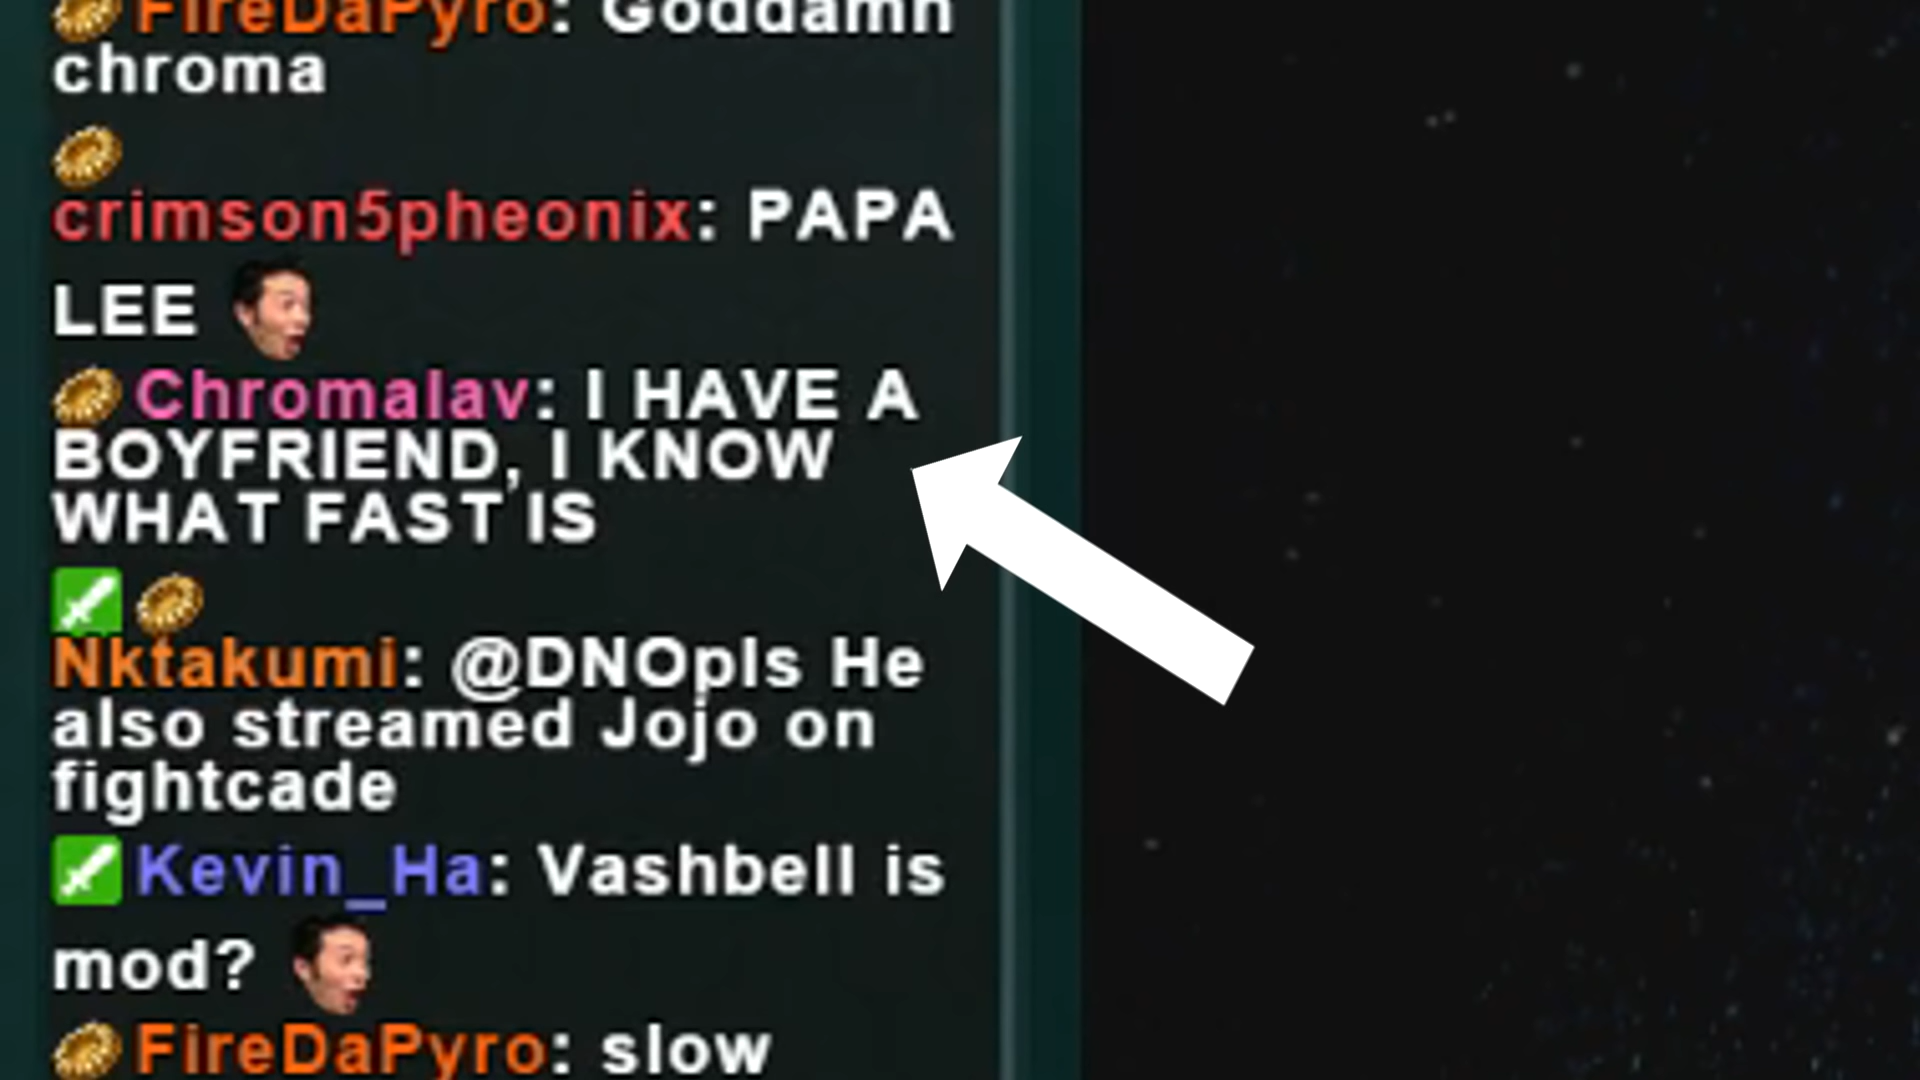 FireDaPyro: Goddamn
chroma
crimson5pheonix: PAPA
LEE
Chromalav: I HAVE A
BOYFRIEND, I KNOW
WHAT FAST IS
Nktakumi: @DNOpls He
also streamed Jojo on
fightcade
Kevin_Ha: Vashbell is
mod?
FireDaPyro: slow